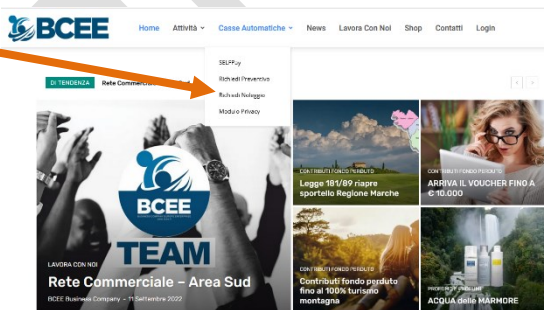 BCEE
Home Attività Casse Automatiche News Lavora Con Noi Shop Contatti Login
SELFPay
Richiedi Preventivo
Richiedi Noleggio
Modulo Privacy
DI TENDENZA Rete Commerciale
BCEE
TEAM
LAVORA CON NOI
Rete Commerciale – Area Sud
BCEE Business Company – 11 Settembre 2022
CONTRIBUTI FONDO PERDUTO
Legge 181/89 riapre
sportello Regione Marche
CONTRIBUTI FONDO PERDUTO
ARRIVA IL VOUCHER FINO A
€ 10.000
CONTRIBUTI FONDO PERDUTO
Contributi fondo perduto
fino al 100% turismo
montagna
ACQUA delle MARMORE